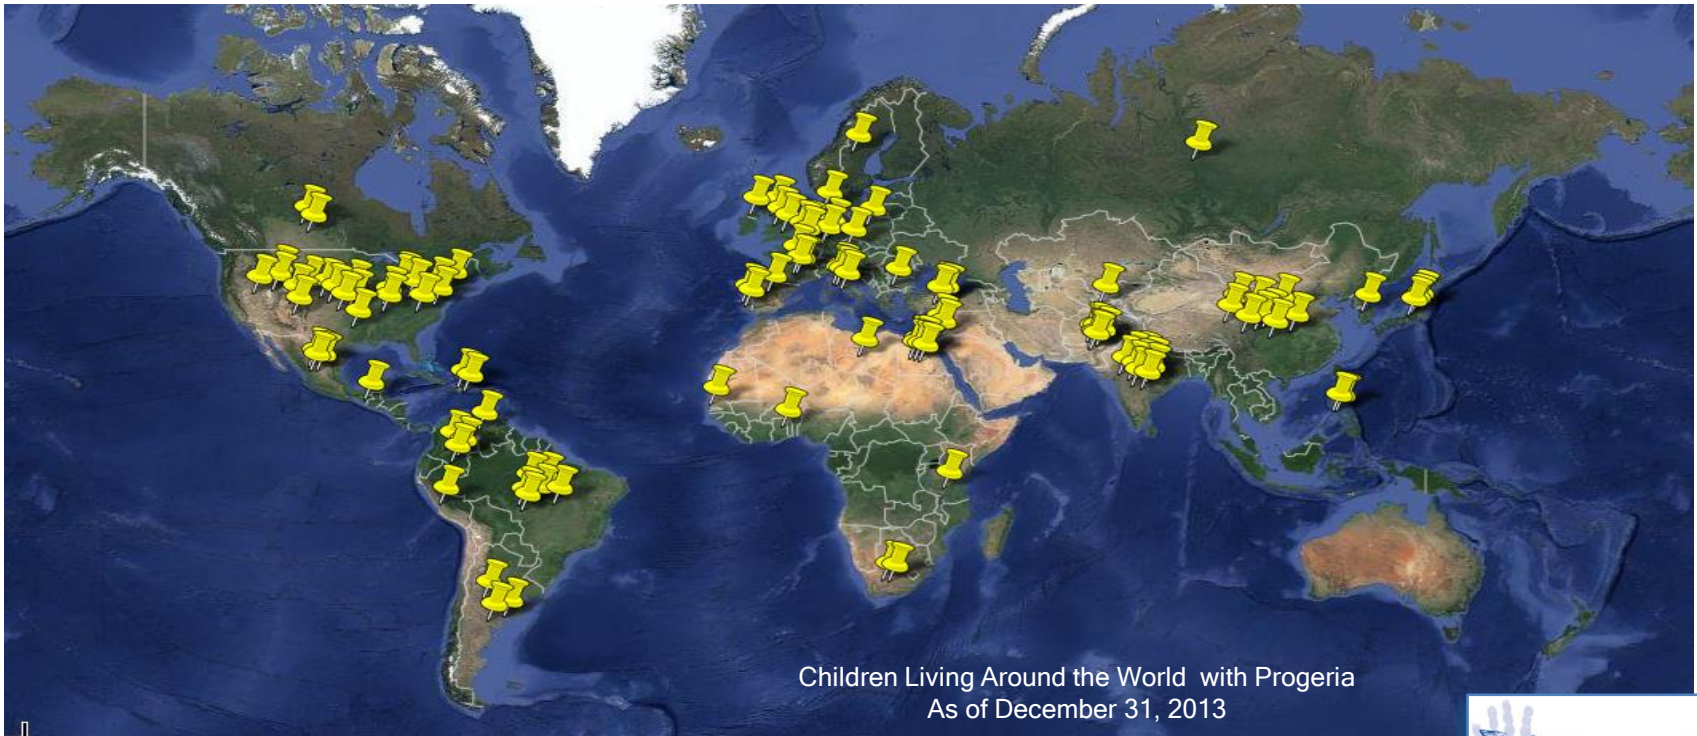 Children Living Around the World with Progeria
As of December 31, 2013